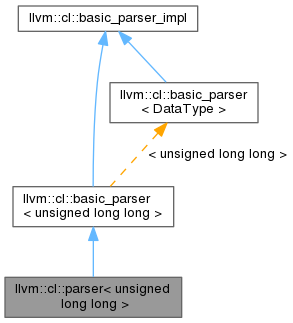 llvm::cl::basic_parser_impl
llvm::cl::basic_parser
< DataType >
< unsigned long long >
llvm::cl::basic_parser
< unsigned long long >
llvm::cl::parser< unsigned
long long >